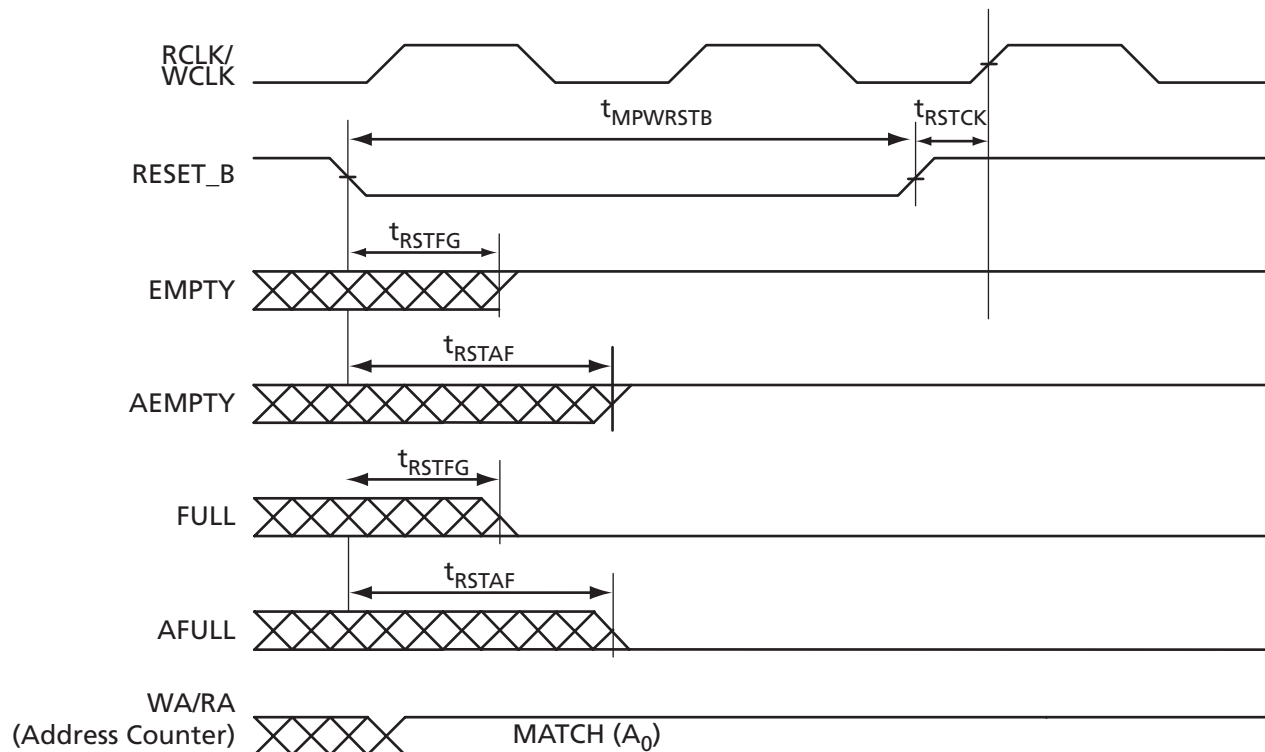 RCLK/
WCLK
tMPWRSTB
tRSTCK
RESET_B
tRSTFG
EMPTY
tRSTAF
AEMPTY
tRSTFG
FULL
tRSTAF
AFULL
WA/RA
(Address Counter)
MATCH (A0)